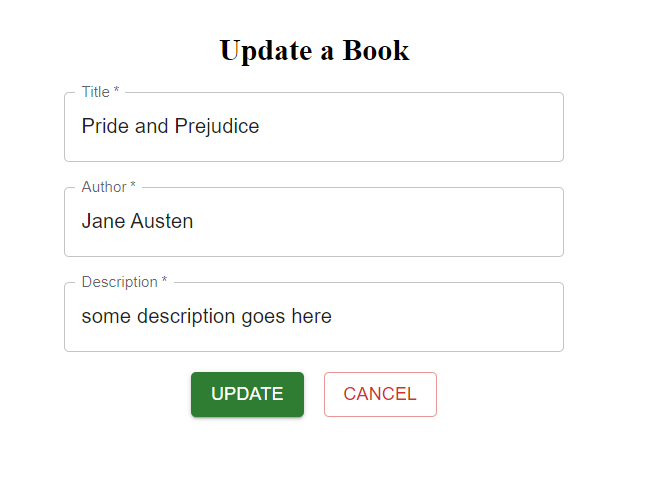 Update a Book
Title *
Pride and Prejudice
Author *
Jane Austen
Description *
some description goes here
UPDATE
CANCEL